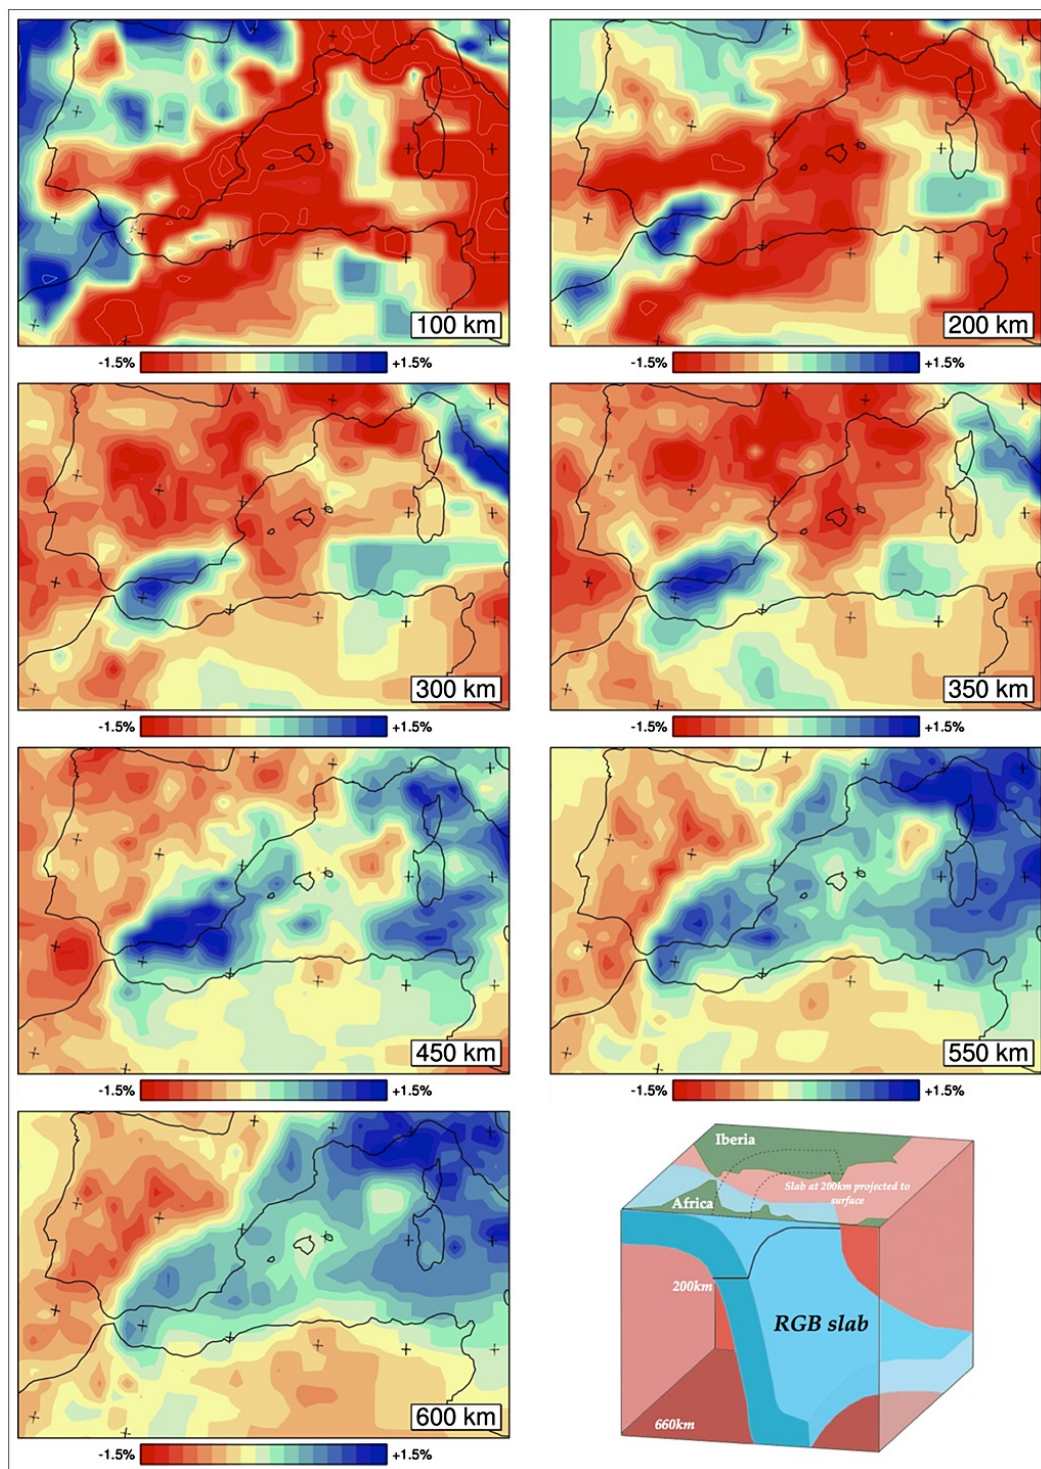 100 km
200 km
-1.5% +1.5%
-1.5% +1.5%
300 km
350 km
-1.5% +1.5%
-1.5% +1.5%
450 km
550 km
-1.5% +1.5%
-1.5% +1.5%
600 km
-1.5% +1.5%
Iberia
Slab at 200km projected to
surface
Africa
200km
RGB slab
660km